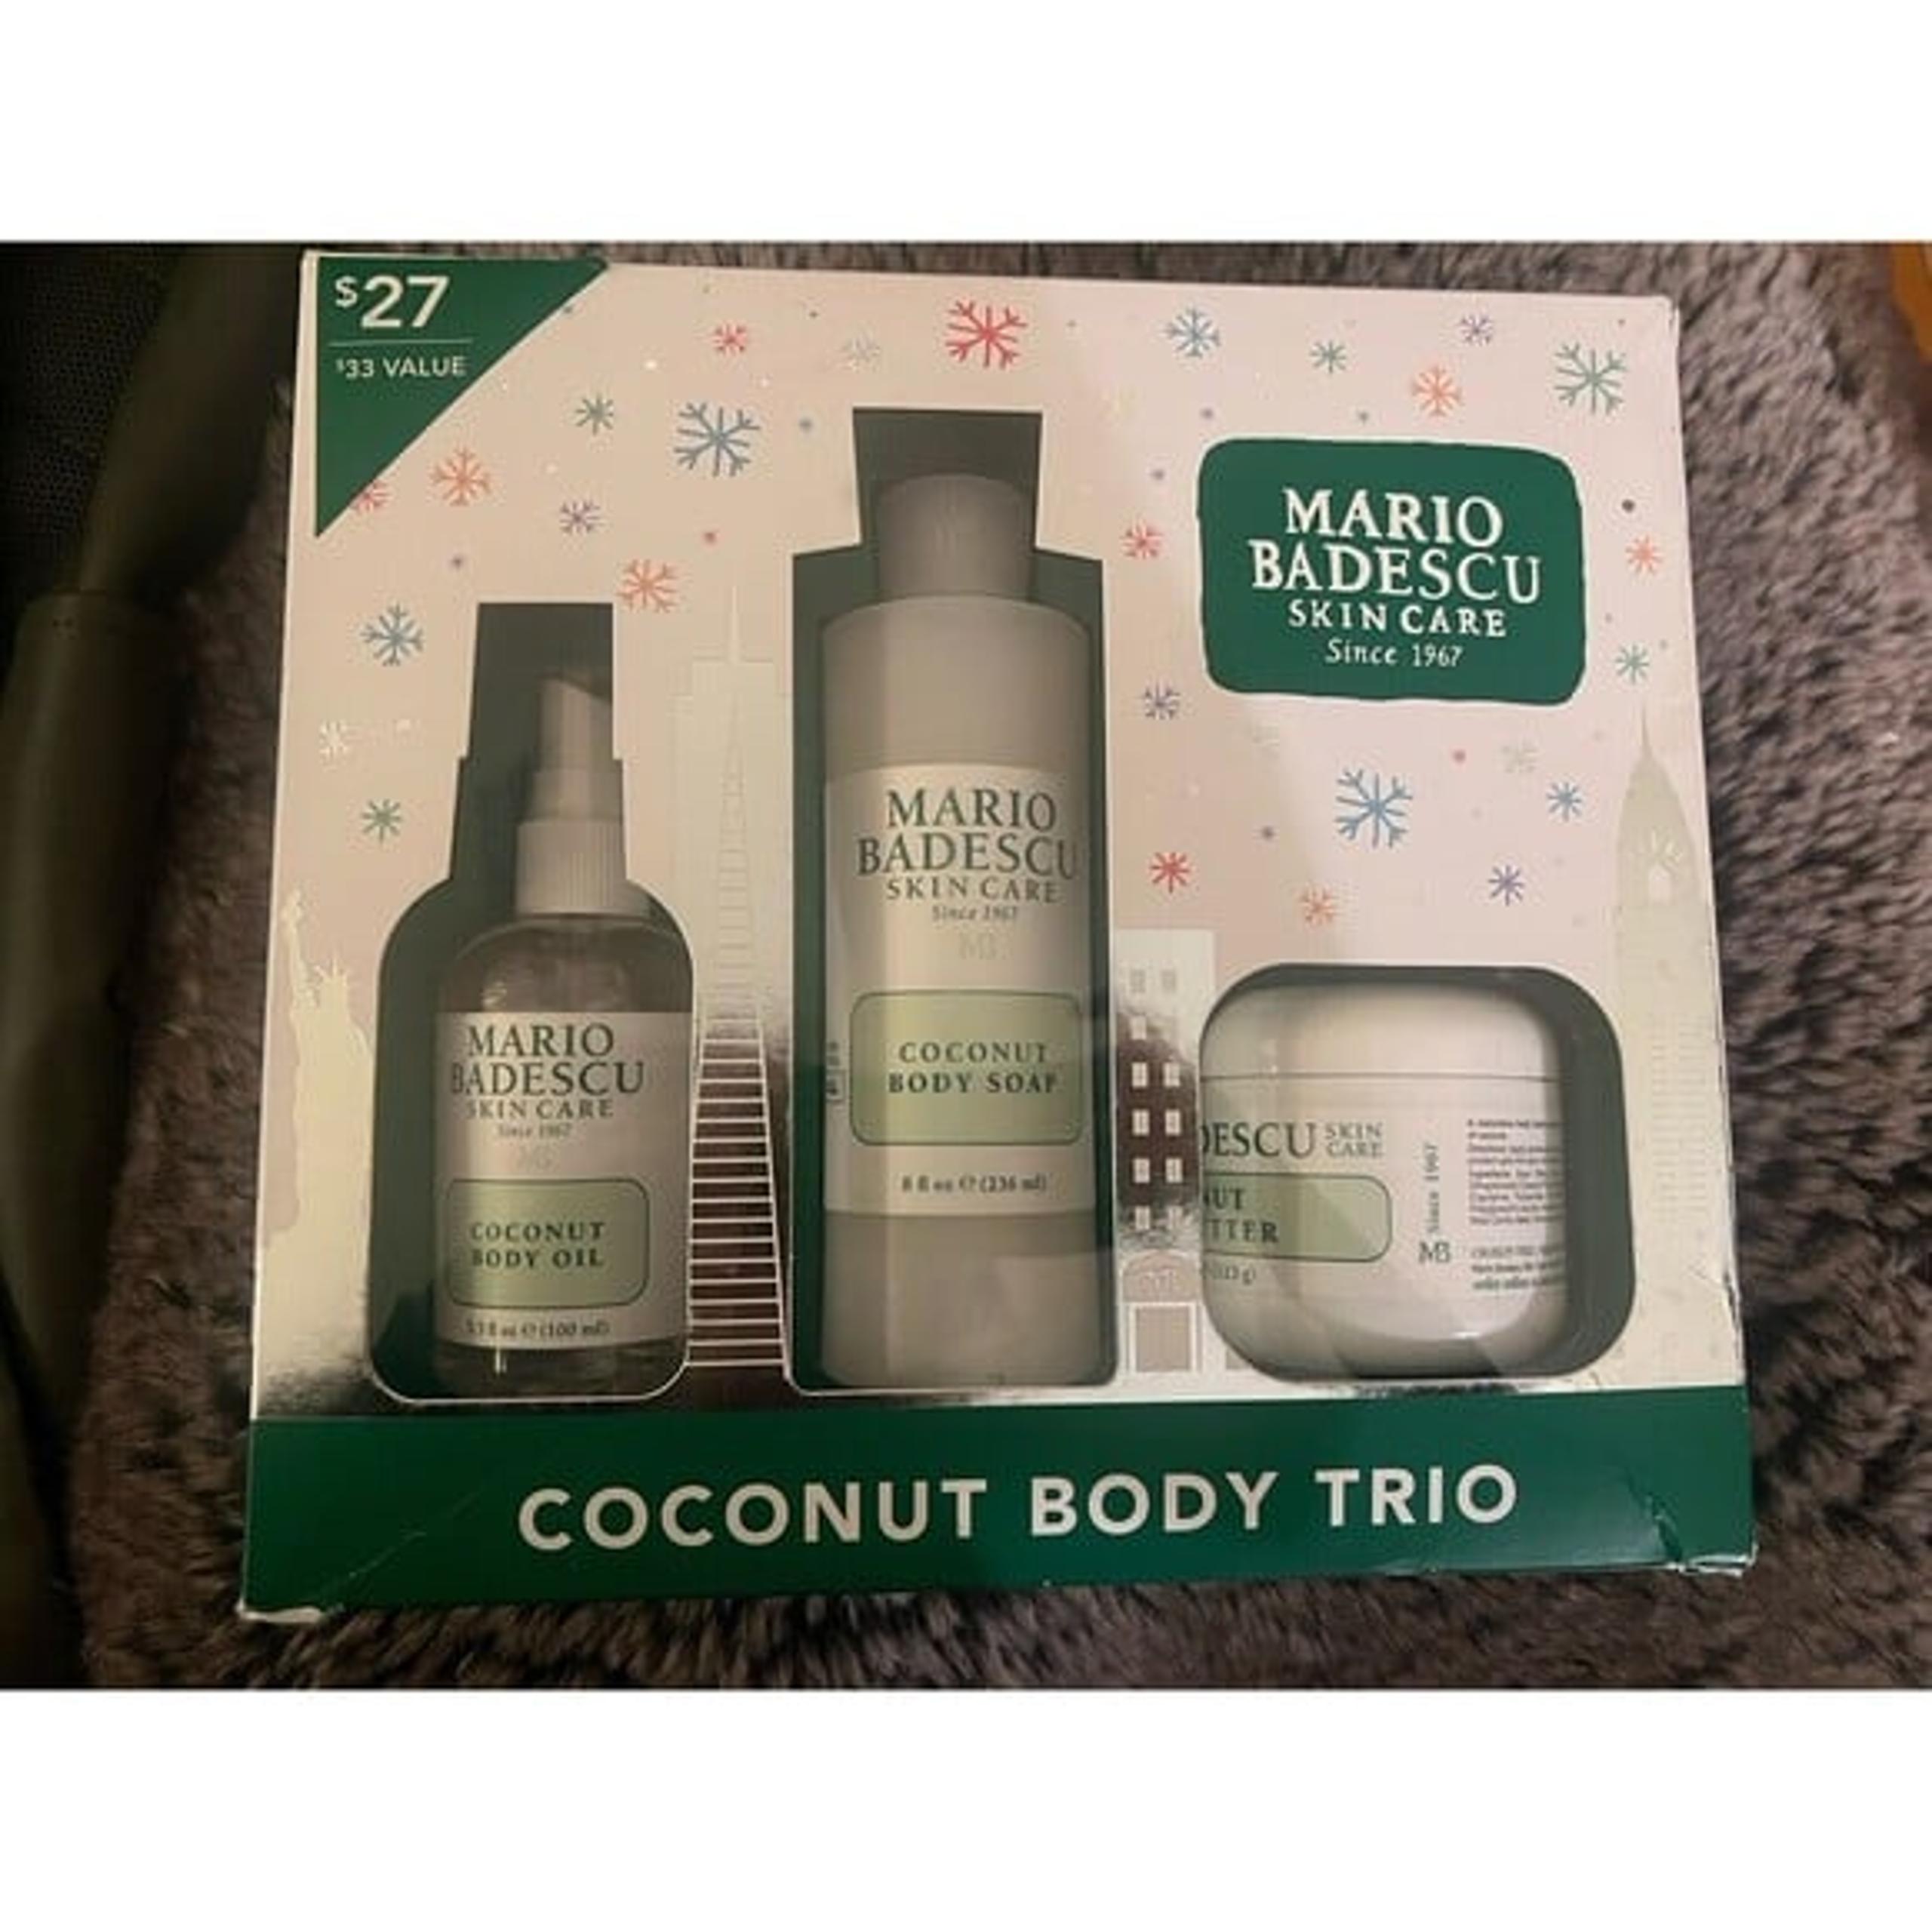 $27
$33 VALUE
MARIO
BADESCU
SKIN CARE
Since 1967
MARIO
BADESCU
SKIN CARE
Since 1967
MB
COCONUT
BODY SOAP
8 fl oz ℮ (236 ml)
MARIO
BADESCU
SKIN CARE
Since 1967
MB
COCONUT
BODY OIL
3.3 fl oz ℮ (100 ml)
DESCU SKIN
CARE
NUT
TTER
Since 1967
MB
COCONUT BODY TRIO